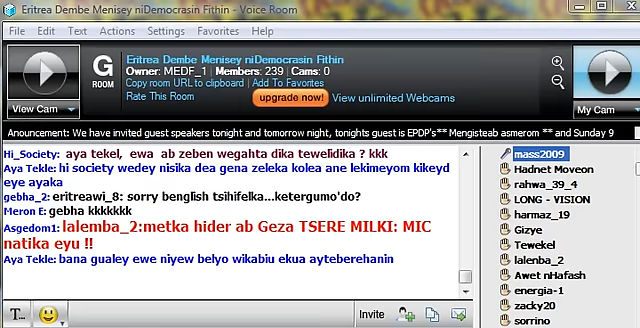 Eritrea Dembe Menisey niDemocrasin Fithin - Voice Room
File Edit Text Actions Settings Favorites Help
View Cam
G
ROOM
Eritrea Dembe Menisey niDemocrasin Fithin
Owner: MEDF_1 | Members: 239 | Cams: 0
Copy room URL to clipboard | Add To Favorites
Rate This Room
upgrade now!
View unlimited Webcams
My Cam
Anouncement: We have invited guest speakers tonight and tomorrow night, tonights guest is EPDP's** Mengisteab asmerom ** and Sunday 9
Hi_Society: aya tekel, ewa ab zeben wegahta dika tewelidika ? kkk
Aya Tekle: hi society wedey nisika dea gena zeleka kolea ane lekimeyom kikeyd
eye ayaka
gebha_2: eritreawi_8: sorry benglish tsihifelka...ketergumo'do?
Meron E: gebha kkkkkkk
Asgedom1: lalemba_2:metka hider ab Geza TSERE MILKI: MIC
natika eyu !!
Aya Tekle: bana gualey ewe niyew belyo wikabiu ekua ayteberehanin
T...
Invite
mass2009
Hadnet Moveon
rahwa_39_4
LONG - VISION
harmaz_19
Gizye
Tewekel
lalenba_2
Awet nHafash
energia-1
zacky20
sorrino